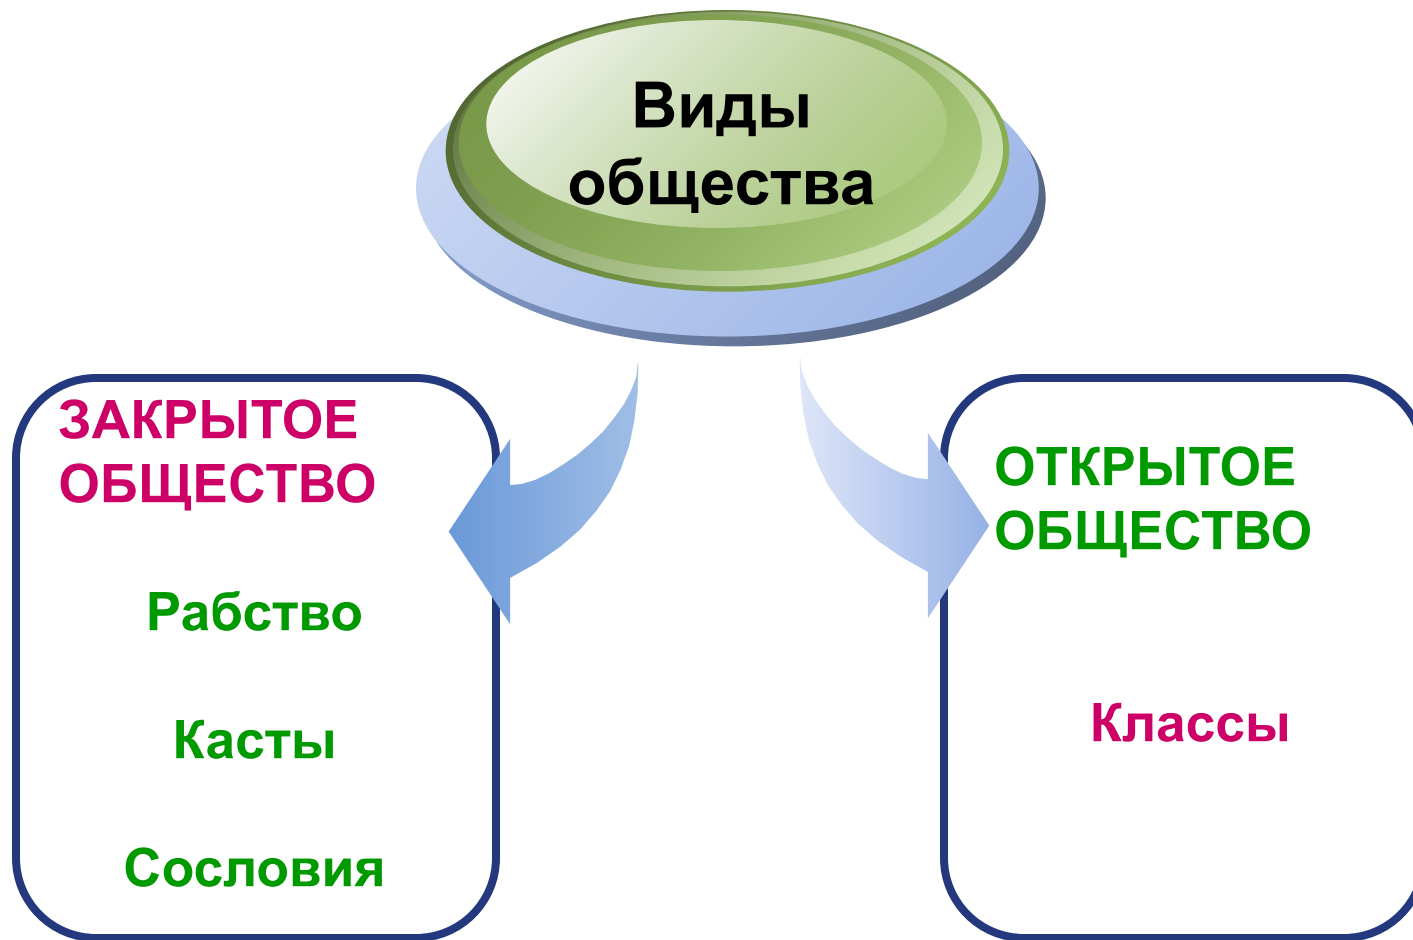 Виды
общества
ЗАКРЫТОЕ
ОБЩЕСТВО
Рабство
Касты
Сословия
ОТКРЫТОЕ
ОБЩЕСТВО
Классы